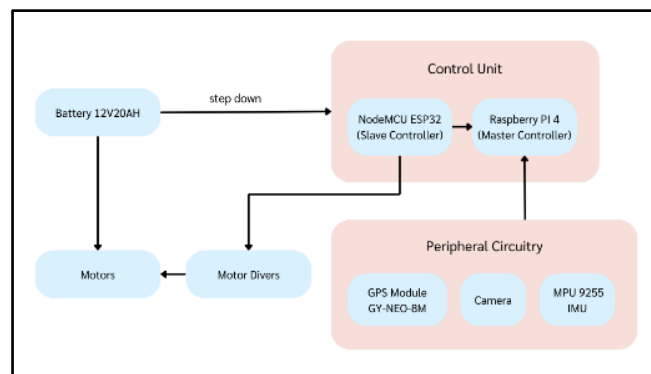 Control Unit
step down
Battery 12V20AH
NodeMCU ESP32
(Slave Controller)
Raspberry PI 4
(Master Controller)
Peripheral Circuitry
Motors
Motor Divers
GPS Module
GY-NEO-8M
Camera
MPU 9255
IMU